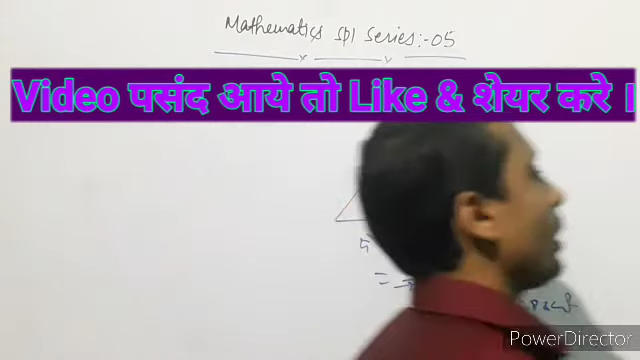 Mathematics spl Series:-05
Video पसंद आये तो Like & शेयर करे ।
PowerDirector